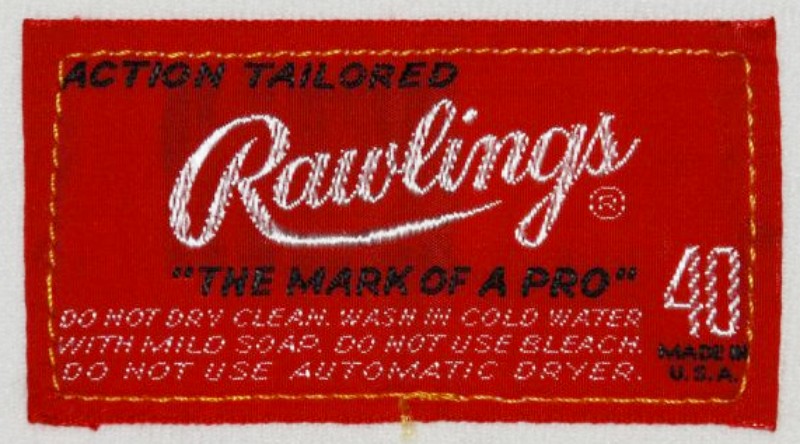 ACTION TAILORED
Rawlings®
"THE MARK OF A PRO"
40
DO NOT DRY CLEAN. WASH IN COLD WATER
WITH MILD SOAP. DO NOT USE BLEACH.
DO NOT USE AUTOMATIC DRYER.
MADE IN
U.S.A.